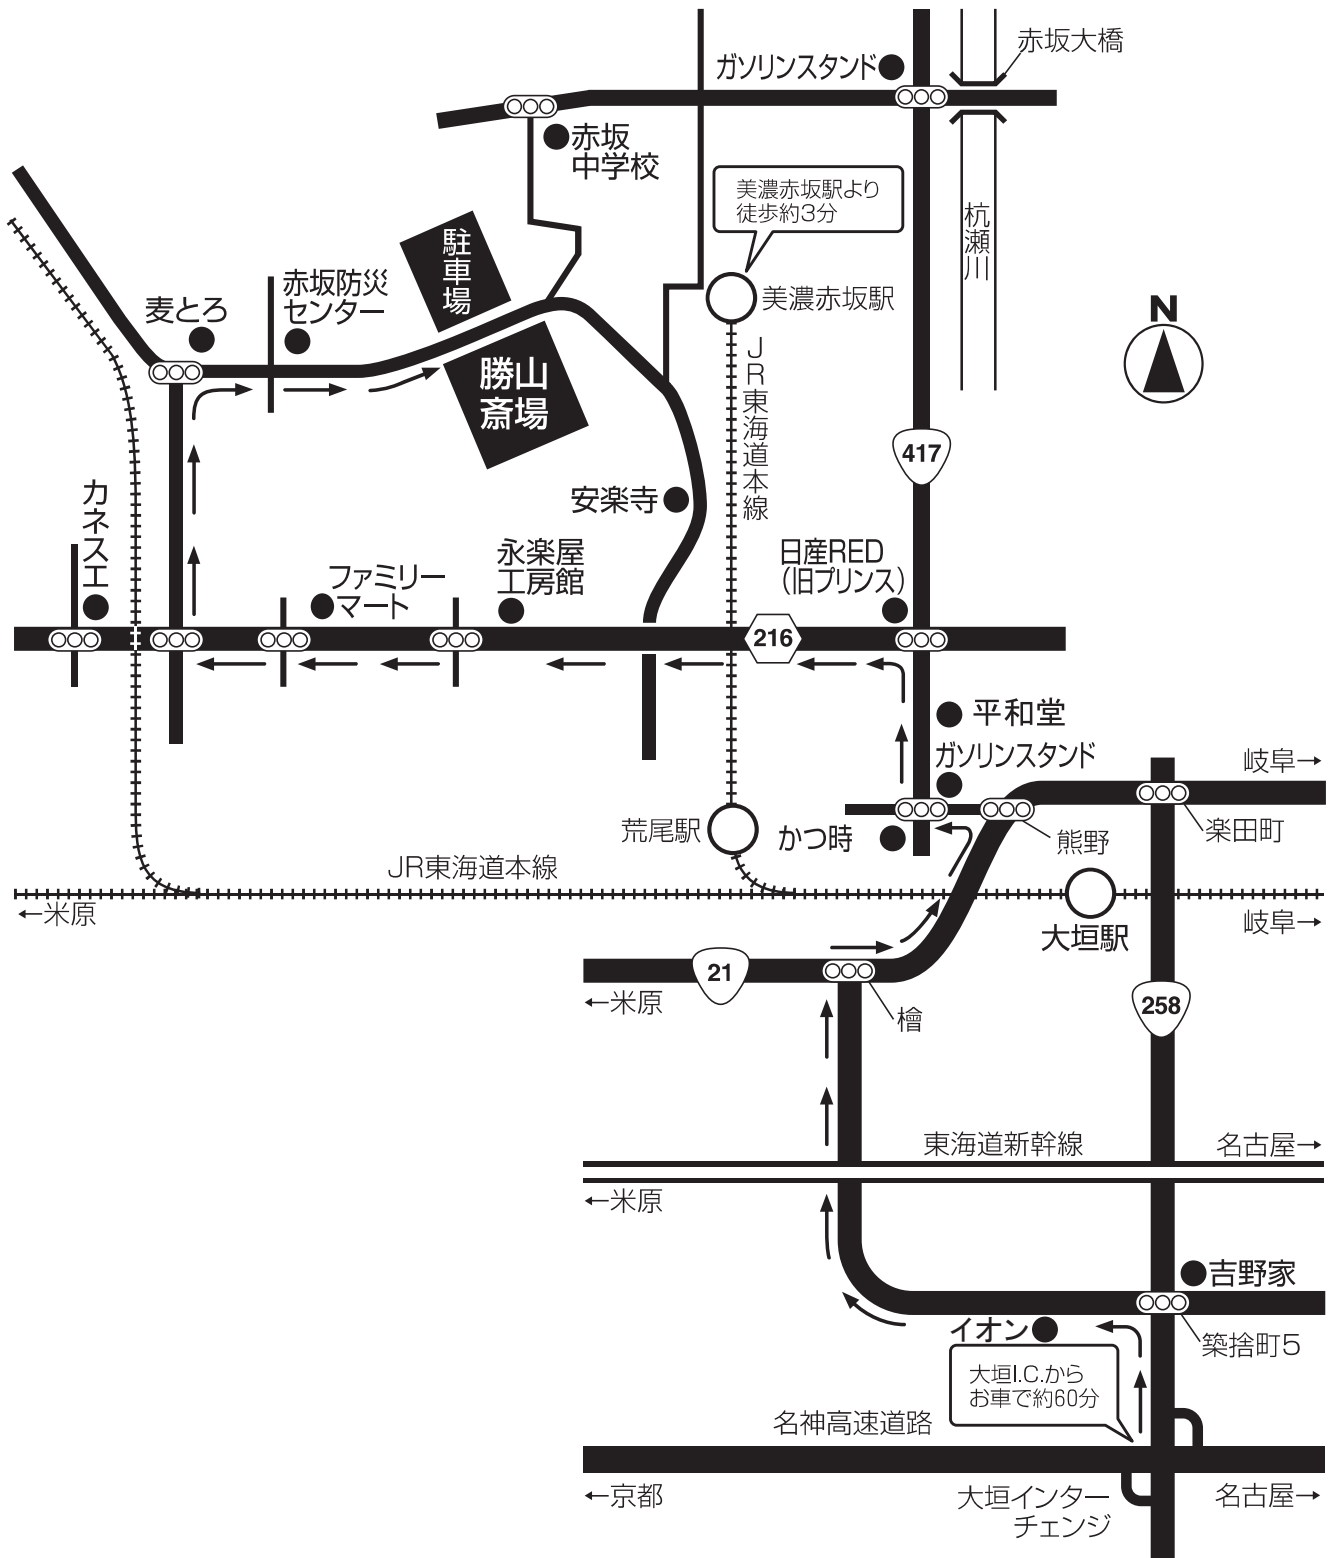 赤坂大橋
ガソリンスタンド
赤坂
中学校
美濃赤坂駅より
徒歩約3分
杭瀬川
駐車場
赤坂防災
センター
麦とろ
美濃赤坂駅
N
JR東海道本線
勝山
斎場
417
カネスエ
安楽寺
永楽屋
工房館
日産RED
(旧プリンス)
ファミリー
マート
216
平和堂
ガソリンスタンド
岐阜→
荒尾駅
かつ時
熊野
楽田町
JR東海道本線
←米原
岐阜→
大垣駅
21
←米原
檜
258
東海道新幹線
名古屋→
←米原
吉野家
イオン
築捨町5
大垣I.C.から
お車で約60分
名神高速道路
←京都
大垣インター
チェンジ
名古屋→